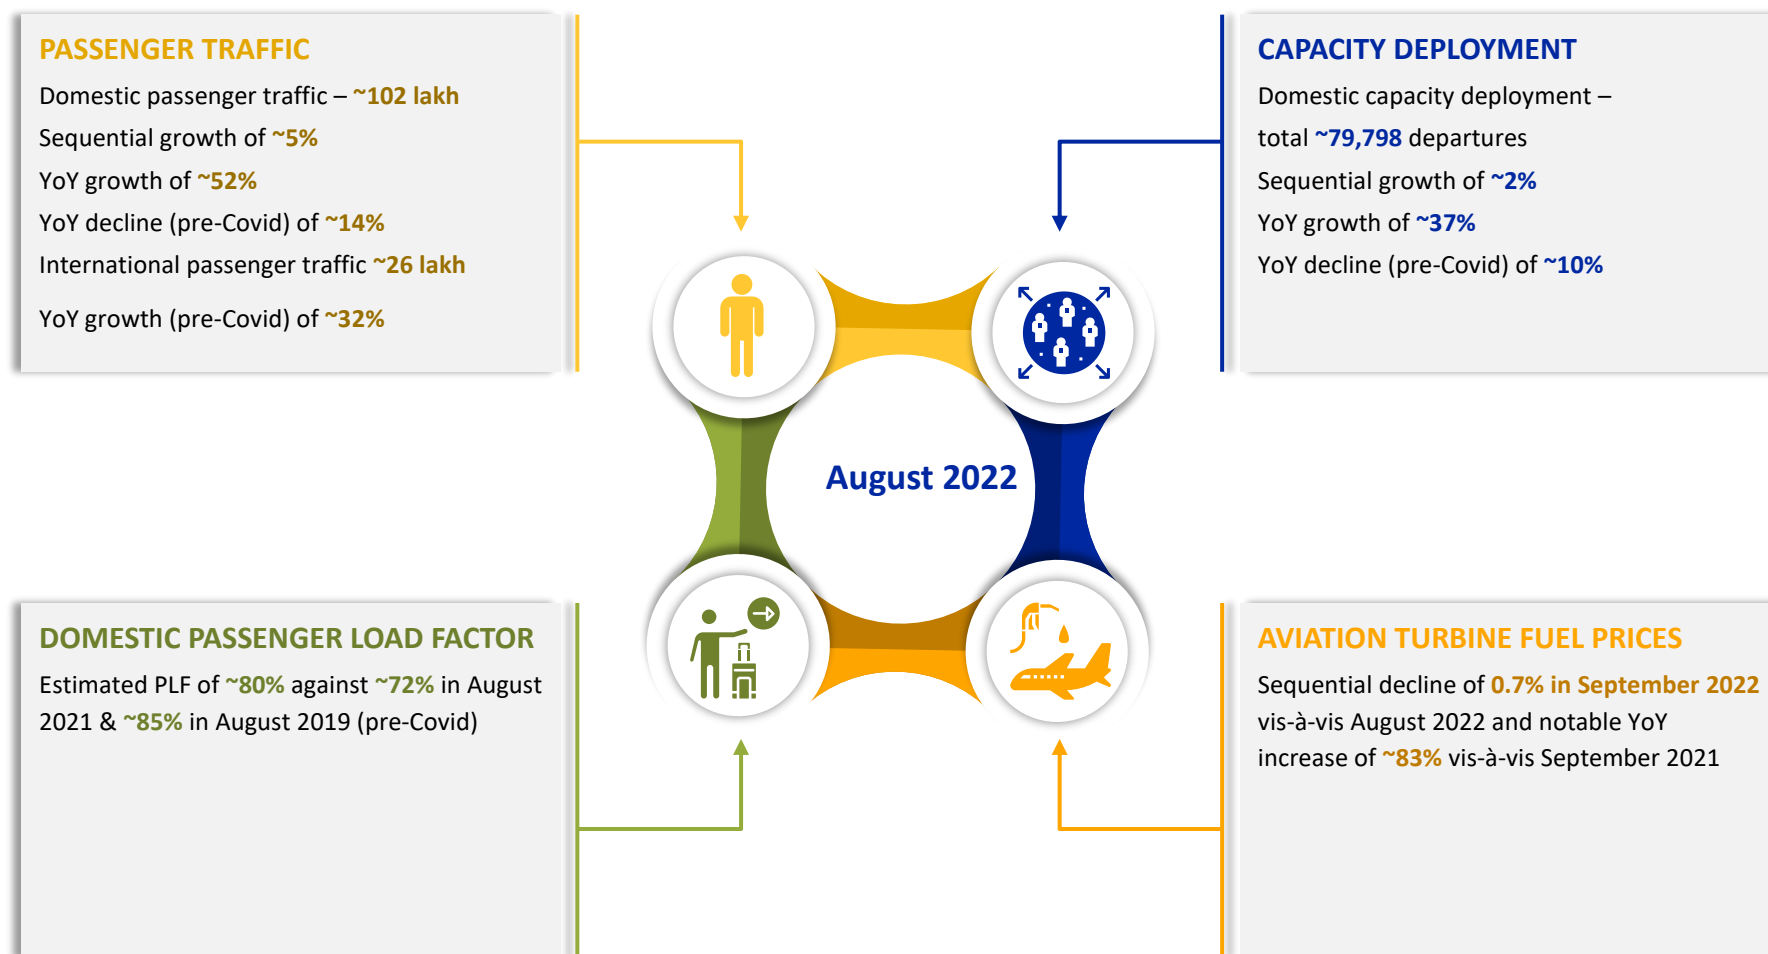 PASSENGER TRAFFIC
Domestic passenger traffic – ~102 lakh
Sequential growth of ~5%
YoY growth of ~52%
YoY decline (pre-Covid) of ~14%
International passenger traffic ~26 lakh
YoY growth (pre-Covid) of ~32%
CAPACITY DEPLOYMENT
Domestic capacity deployment –
total ~79,798 departures
Sequential growth of ~2%
YoY growth of ~37%
YoY decline (pre-Covid) of ~10%
August 2022
DOMESTIC PASSENGER LOAD FACTOR
Estimated PLF of ~80% against ~72% in August
2021 & ~85% in August 2019 (pre-Covid)
AVIATION TURBINE FUEL PRICES
Sequential decline of 0.7% in September 2022
vis-à-vis August 2022 and notable YoY
increase of ~83% vis-à-vis September 2021